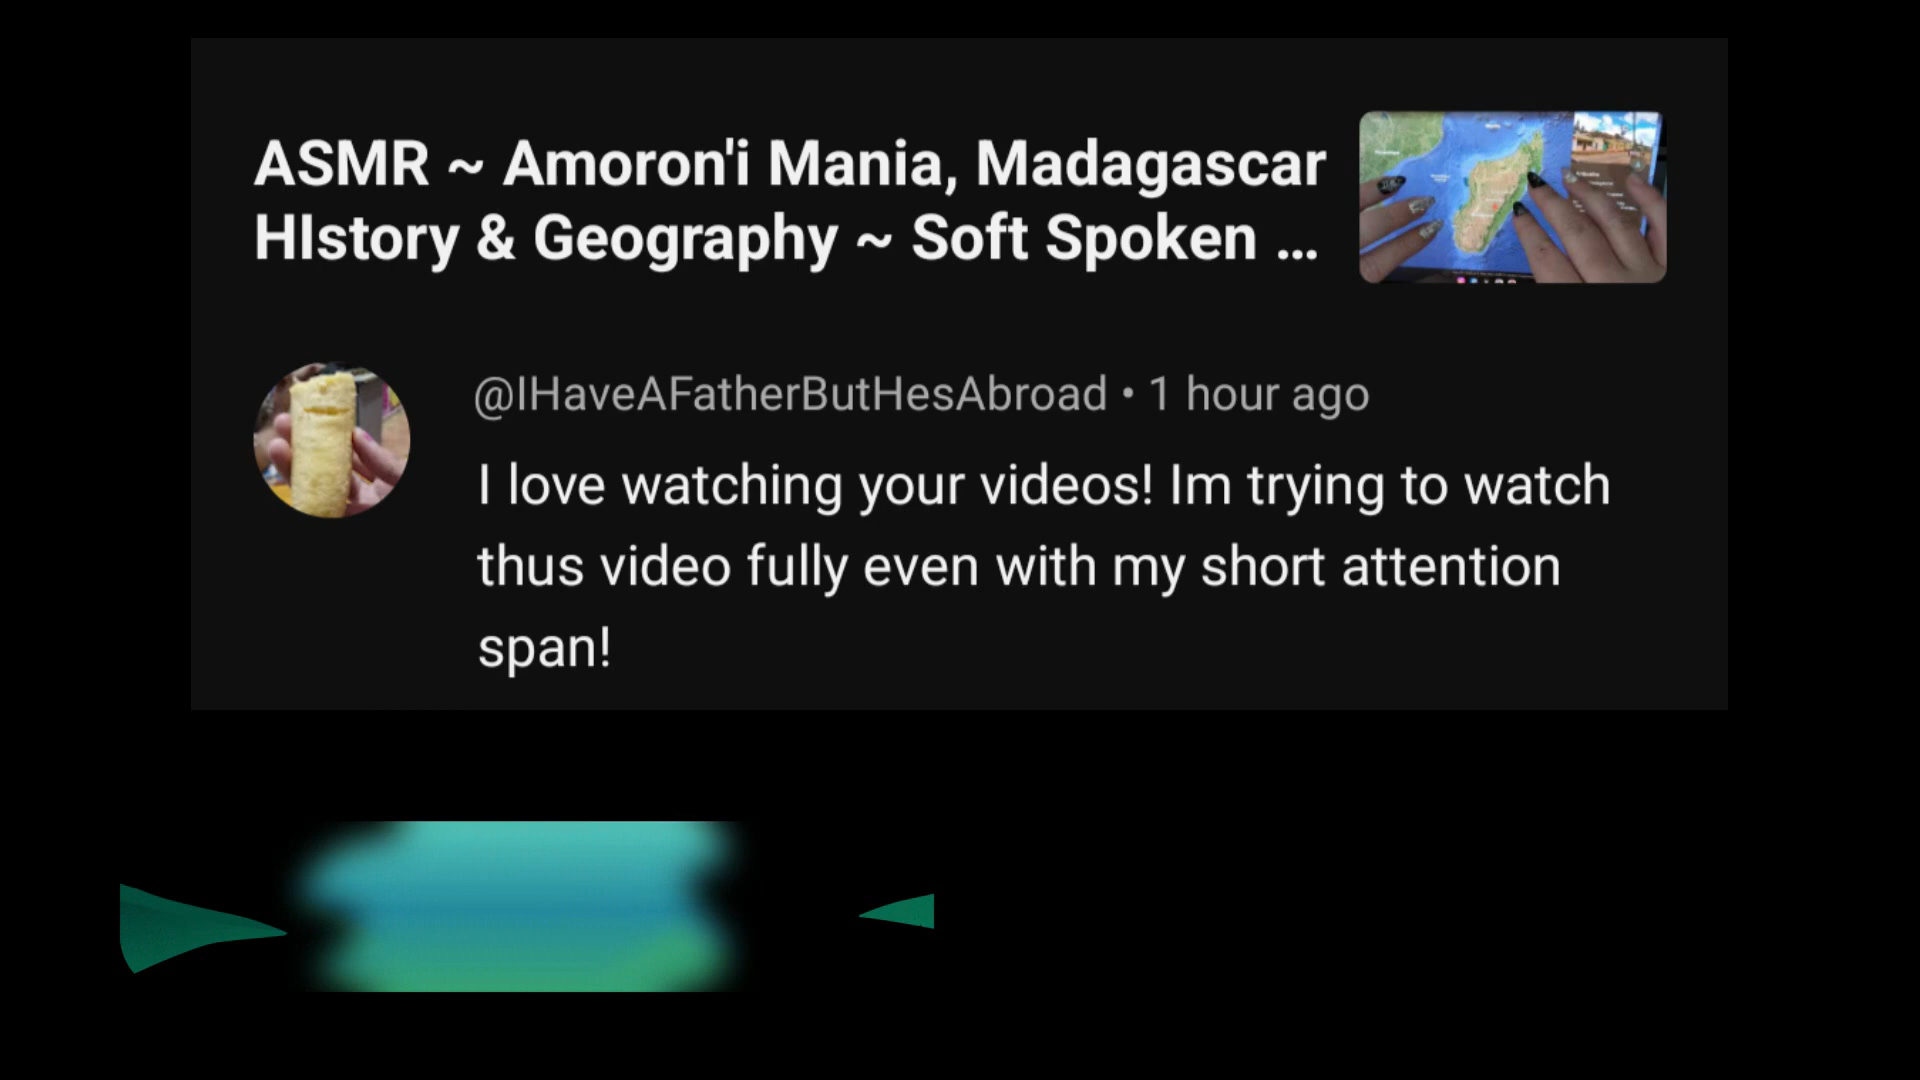 ASMR ~ Amoron'i Mania, Madagascar
HIstory & Geography ~ Soft Spoken ...
@IHaveAFatherButHesAbroad • 1 hour ago
I love watching your videos! Im trying to watch
thus video fully even with my short attention
span!